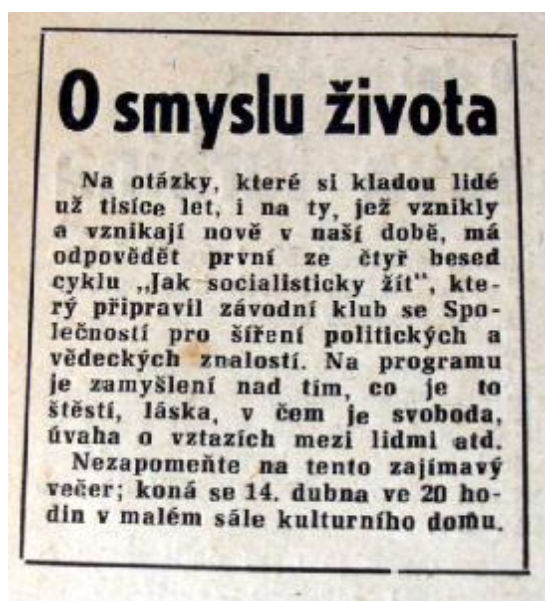 O smyslu života
Na otázky, které si kladou lidé
už tisíce let, i na ty, jež vznikly
a vznikají nově v naší době, má
odpovědět první ze čtyř besed
cyklu „Jak socialisticky žít", kte-
rý připravil závodní klub se Spo-
lečností pro šíření politických a
vědeckých znalostí. Na programu
je zamyšlení nad tím, co je to
štěstí, láska, v čem je svoboda,
úvaha o vztazích mezi lidmi atd.
Nezapomeňte na tento zajímavý
večer; koná se 14. dubna ve 20 ho-
din v malém sále kulturního domu.